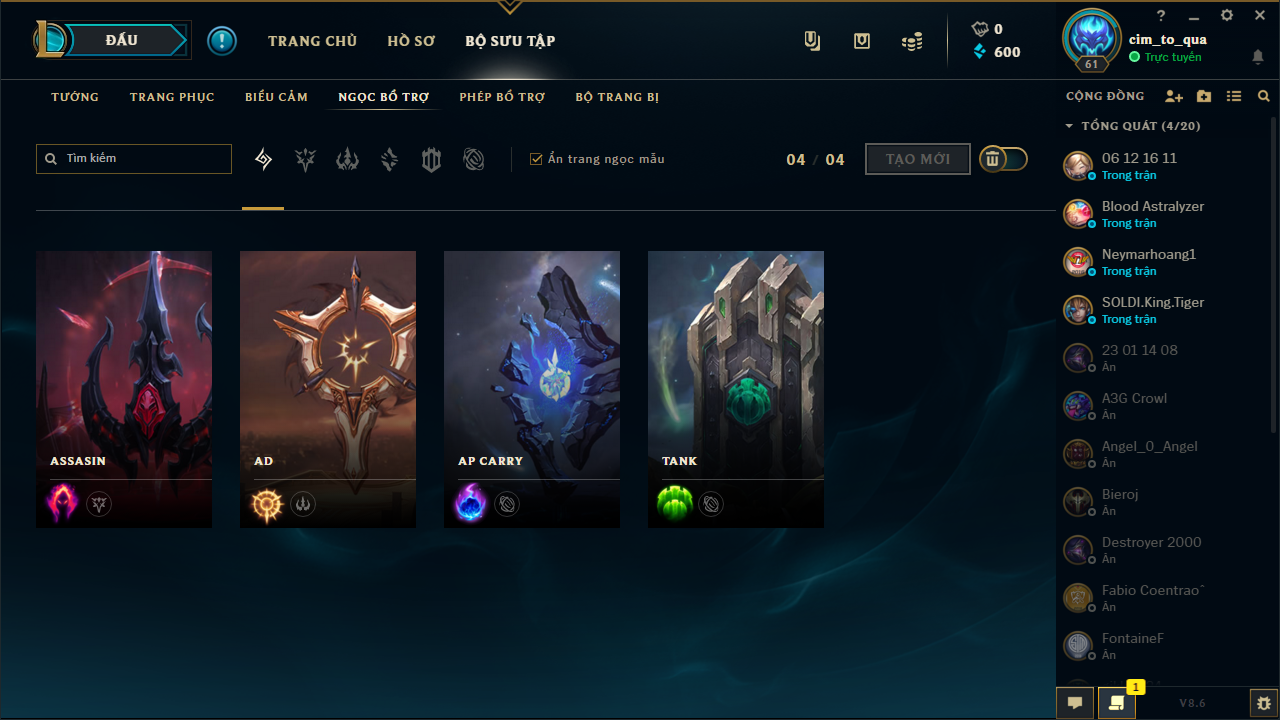 ĐẤU
TRANG CHỦ
HỒ SƠ
BỘ SƯU TẬP
0
600
?
61
cim_to_qua
Trực tuyến
TƯỚNG
TRANG PHỤC
BIỂU CẢM
NGỌC BỔ TRỢ
PHÉP BỔ TRỢ
BỘ TRANG BỊ
Tìm kiếm
Ẩn trang ngọc mẫu
04 / 04
TẠO MỚI
ASSASIN
AD
AP CARRY
TANK
CỘNG ĐỒNG
TỔNG QUÁT (4/20)
06 12 16 11
Trong trận
Blood Astralyzer
Trong trận
Neymarhoang1
Trong trận
SOLDI.King.Tiger
Trong trận
23 01 14 08
Ẩn
A3G Crowl
Ẩn
Angel_0_Angel
Ẩn
Bieroj
Ẩn
Destroyer 2000
Ẩn
Fabio Coentraoˆ
Ẩn
FontaineF
Ẩn
1
V8.6